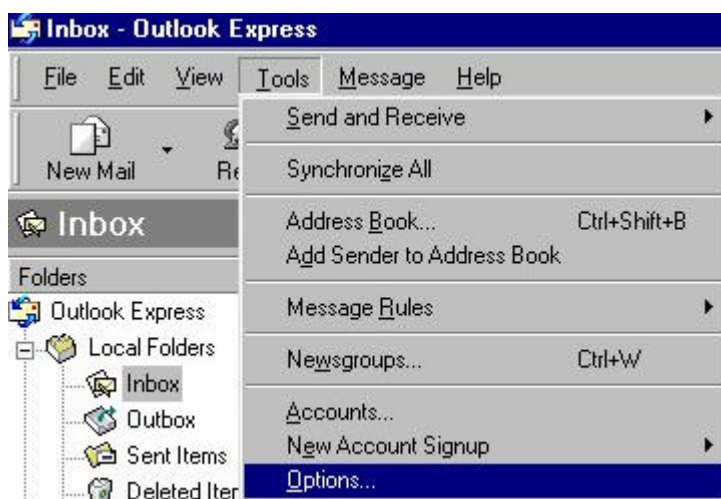 Inbox - Outlook Express
File Edit View Tools Message Help
New Mail
Inbox
Folders
Outlook Express
Local Folders
Inbox
Outbox
Sent Items
Send and Receive
Synchronize All
Address Book... Ctrl+Shift+B
Add Sender to Address Book
Message Rules
Newsgroups... Ctrl+W
Accounts...
New Account Signup
Options...